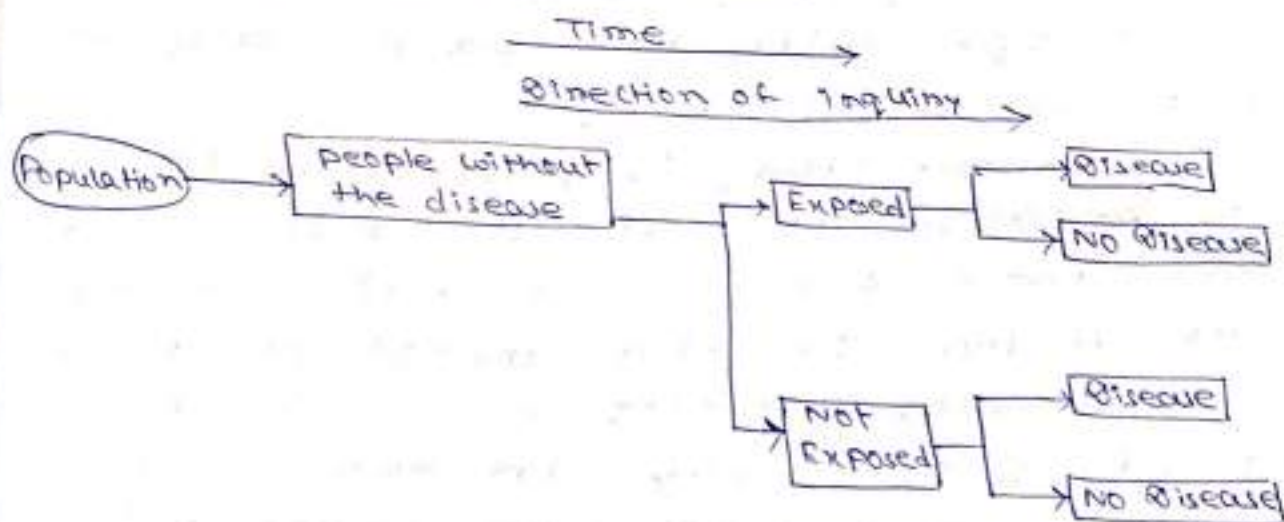 Time
Direction of inquiry
Population
people without
the disease
Exposed
Disease
No Disease
Not
Exposed
Disease
No Disease